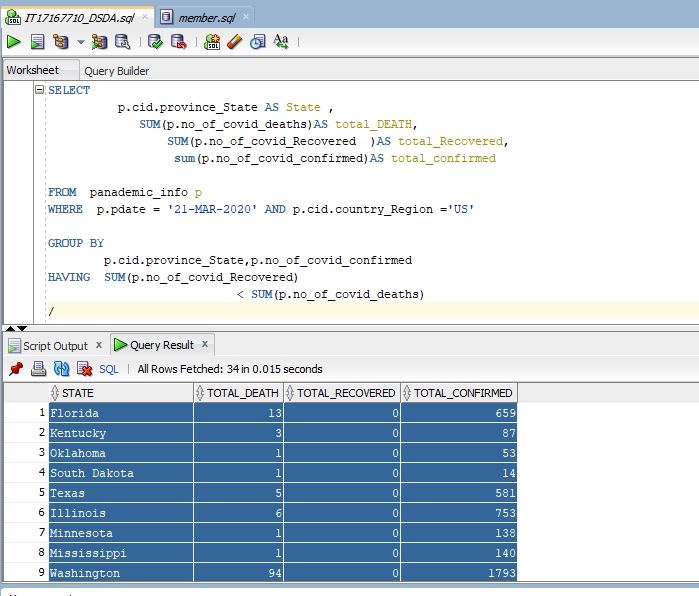 IT17167710_DSDA.sql member.sql
SQL
Worksheet Query Builder
SELECT
p.cid.province_State AS State ,
SUM(p.no_of_covid_deaths)AS total_DEATH,
SUM(p.no_of_covid_Recovered )AS total_Recovered,
sum(p.no_of_covid_confirmed)AS total_confirmed
FROM panademic_info p
WHERE p.pdate = '21-MAR-2020' AND p.cid.country_Region ='US'
GROUP BY
p.cid.province_State,p.no_of_covid_confirmed
HAVING SUM(p.no_of_covid_Recovered)
< SUM(p.no_of_covid_deaths)
/
Script Output x Query Result x
SQL | All Rows Fetched: 34 in 0.015 seconds
STATE TOTAL_DEATH TOTAL_RECOVERED TOTAL_CONFIRMED
1 Florida 13 0 659
2 Kentucky 3 0 87
3 Oklahoma 1 0 53
4 South Dakota 1 0 14
5 Texas 5 0 581
6 Illinois 6 0 753
7 Minnesota 1 0 138
8 Mississippi 1 0 140
9 Washington 94 0 1793